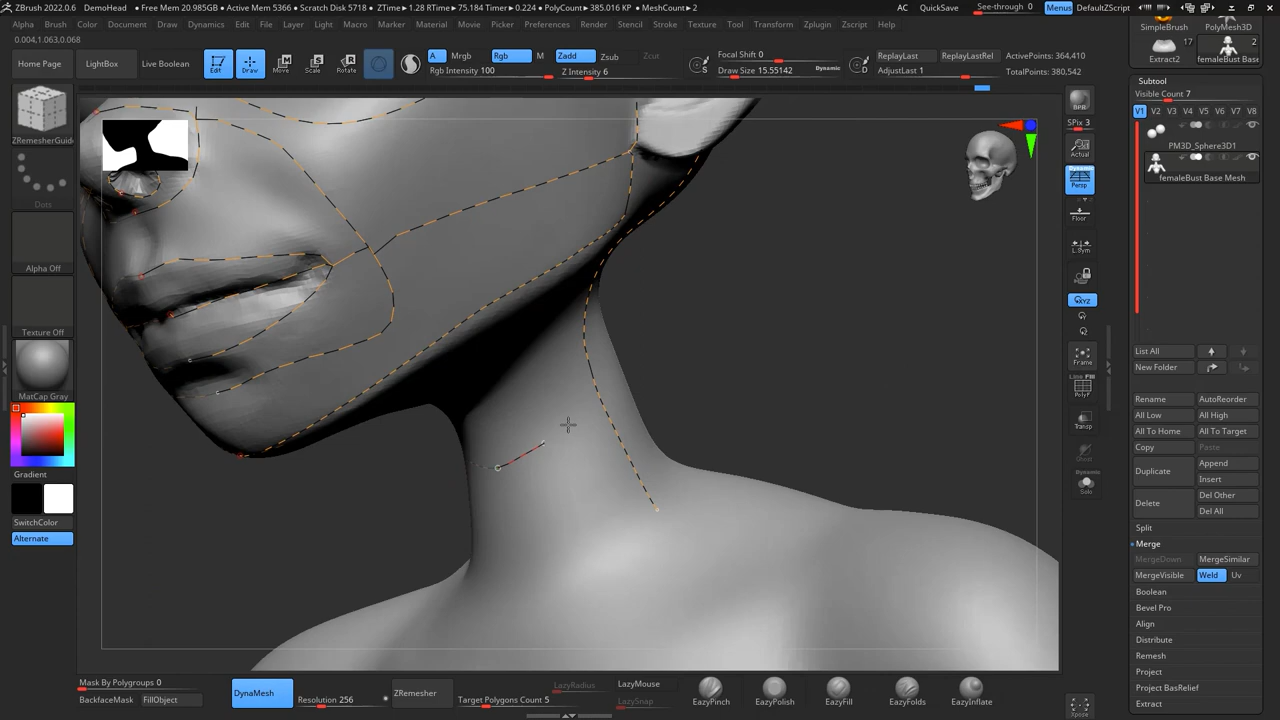 ZBrush 2022.0.6 DemoHead • Free Mem 20.985GB • Active Mem 5366 • Scratch Disk 5718 • ZTime▸1.28 RTime▸75.184 Timer▸0.224 • PolyCount▸385.016 KP • MeshCount▸2 AC QuickSave See-through 0 Menus DefaultZScript
Alpha Brush Color Document Draw Dynamics Edit File Layer Light Macro Marker Material Movie Picker Preferences Render Stencil Stroke Texture Tool Transform Zplugin Zscript Help
0.004,1.063,0.068
Home Page LightBox Live Boolean Edit Draw Move Scale Rotate
A Mrgb Rgb M Zadd Zsub Zcut
Rgb Intensity 100 Z Intensity 6
Focal Shift 0
Draw Size 15.55142 Dynamic
S D
ReplayLast ReplayLastRel
AdjustLast 1
ActivePoints: 364,410
TotalPoints: 380,542
ZRemesherGuide
Dots
Alpha Off
Texture Off
MatCap Gray
Gradient
SwitchColor
Alternate
BPR
SPix 3
Actual
Dynamic
Persp
Floor
L.Sym
XYZ
Frame
Line Fill
PolyF
Transp
Ghost
Dynamic
Solo
Xpose
SimpleBrush PolyMesh3D
17 2
Extract2 femaleBust Base
Subtool
Visible Count 7
V1 V2 V3 V4 V5 V6 V7 V8
PM3D_Sphere3D1
femaleBust Base Mesh
List All
New Folder
Rename AutoReorder
All Low All High
All To Home All To Target
Copy Paste
Duplicate Append
Insert
Delete Del Other
Del All
Split
Merge
MergeDown MergeSimilar
MergeVisible Weld Uv
Boolean
Bevel Pro
Align
Distribute
Remesh
Project
Project BasRelief
Extract
Mask By Polygroups 0
BackfaceMask FillObject
DynaMesh
Resolution 256
ZRemesher
Target Polygons Count 5
LazyRadius LazyMouse
LazySnap
EazyPinch EazyPolish EazyFill EazyFolds EazyInflate